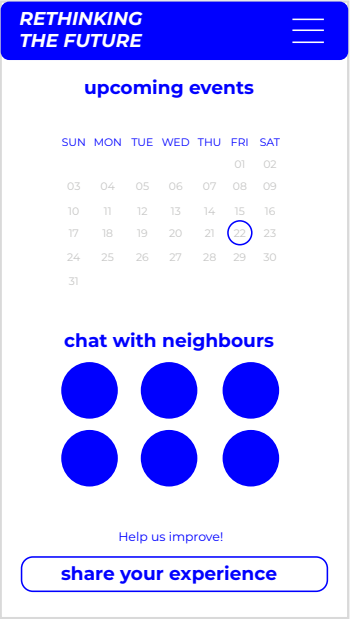 RETHINKING
THE FUTURE
upcoming events
SUN MON TUE WED THU FRI SAT
01 02
03 04 05 06 07 08 09
10 11 12 13 14 15 16
17 18 19 20 21 22 23
24 25 26 27 28 29 30
31
chat with neighbours
Help us improve!
share your experience